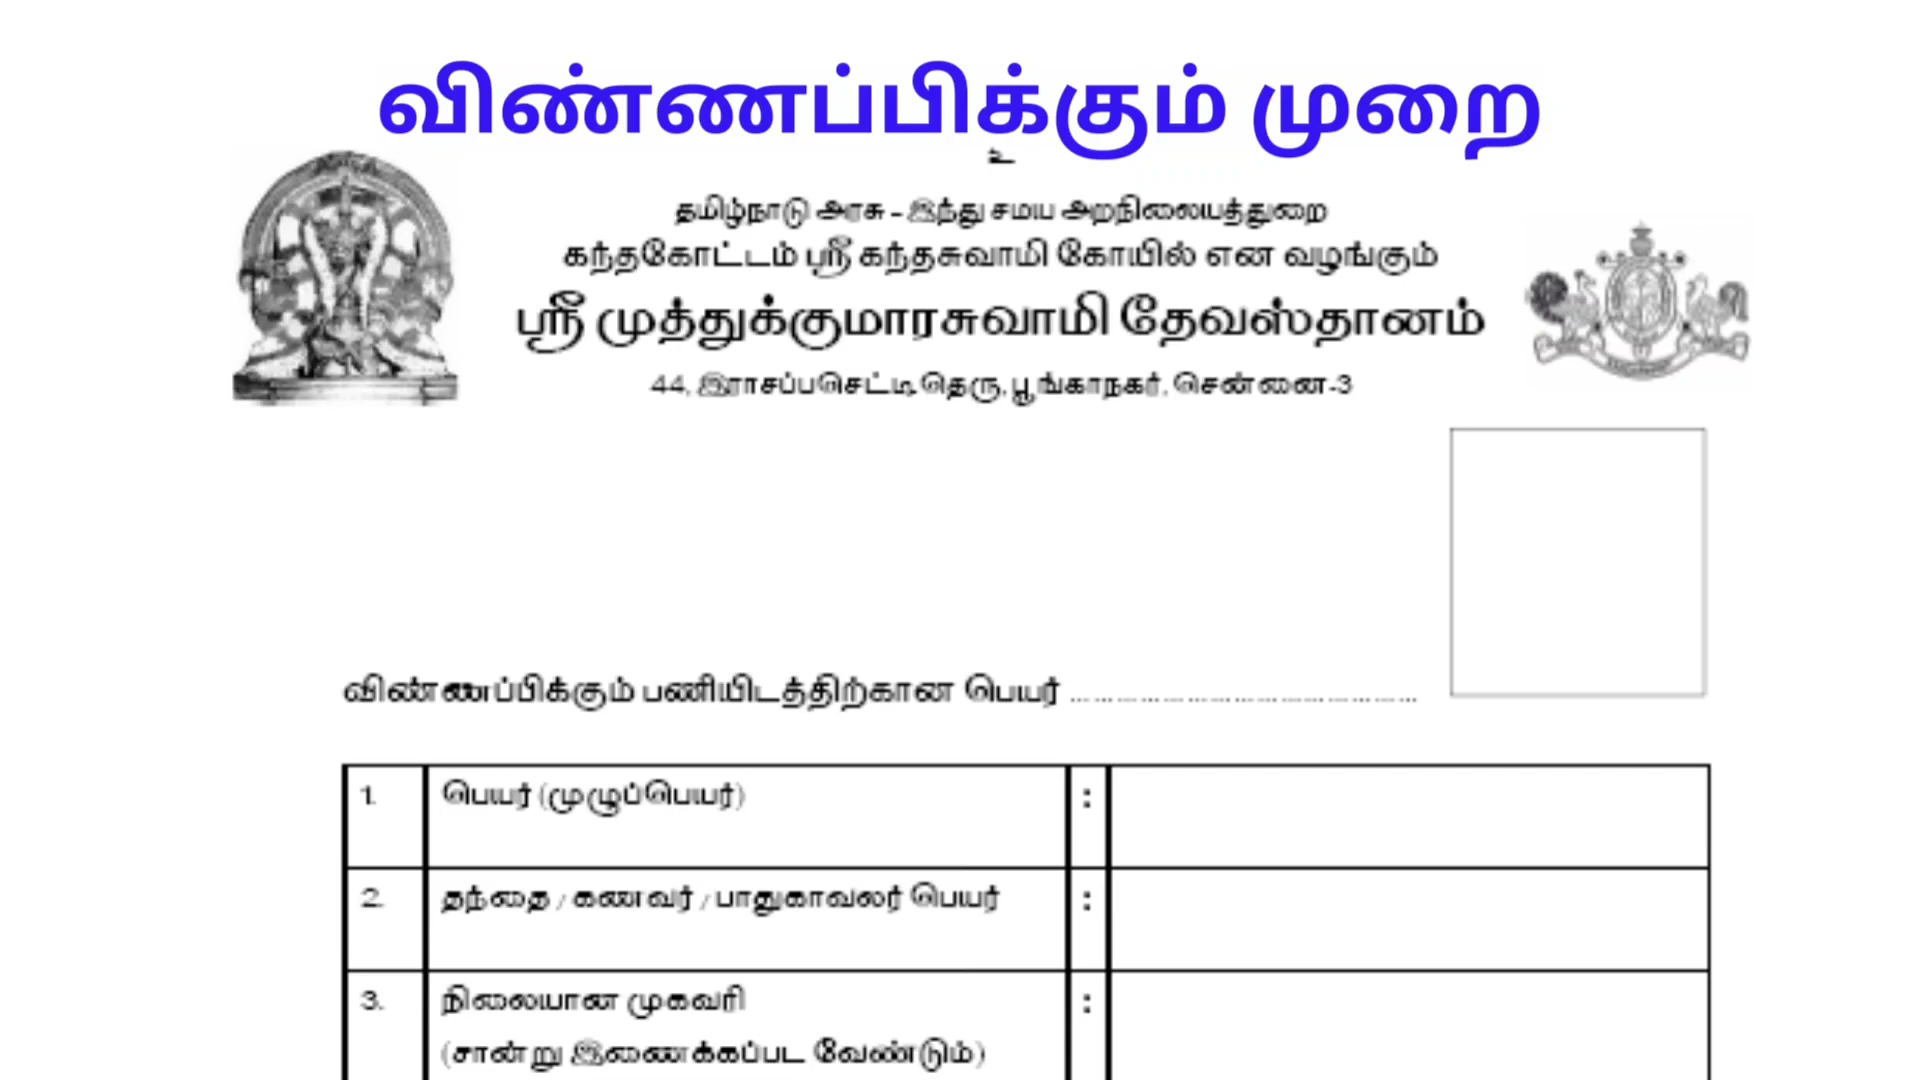 விண்ணப்பிக்கும் முறை
உ
தமிழ்நாடு அரசு - இந்து சமய அறநிலையத்துறை
கந்தகோட்டம் ஸ்ரீ கந்தசுவாமி கோயில் என வழங்கும்
ஸ்ரீ முத்துக்குமாரசுவாமி தேவஸ்தானம்
44, இராசப்பசெட்டி தெரு, பூங்காநகர், சென்னை-3
விண்ணப்பிக்கும் பணியிடத்திற்கான பெயர் ..........................................
1. பெயர் (முழுப்பெயர்) :
2. தந்தை / கணவர் / பாதுகாவலர் பெயர் :
3. நிலையான முகவரி :
(சான்று இணைக்கப்பட வேண்டும்)